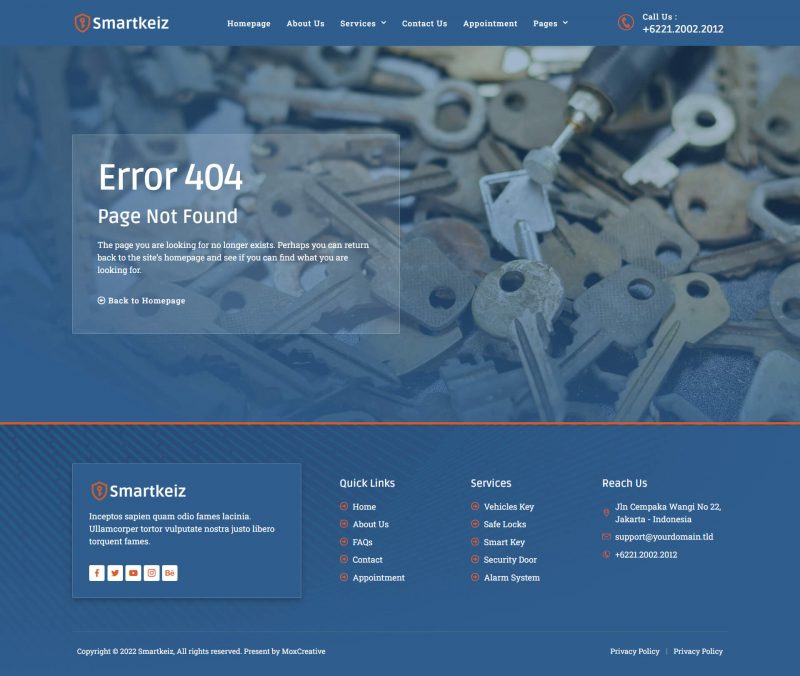 Smartkeiz
Homepage
About Us
Services
Contact Us
Appointment
Pages
Call Us :
+6221.2002.2012
Error 404
Page Not Found
The page you are looking for no longer exists. Perhaps you can return
back to the site's homepage and see if you can find what you are
looking for.
Back to Homepage
Smartkeiz
Inceptos sapien quam odio fames lacinia.
Ullamcorper tortor vulputate nostra justo libero
torquent fames.
Quick Links
Home
About Us
FAQs
Contact
Appointment
Services
Vehicles Key
Safe Locks
Smart Key
Security Door
Alarm System
Reach Us
Jln Cempaka Wangi No 22,
Jakarta - Indonesia
support@yourdomain.tld
+6221.2002.2012
Copyright © 2022 Smartkeiz, All rights reserved. Present by MoxCreative
Privacy Policy | Privacy Policy